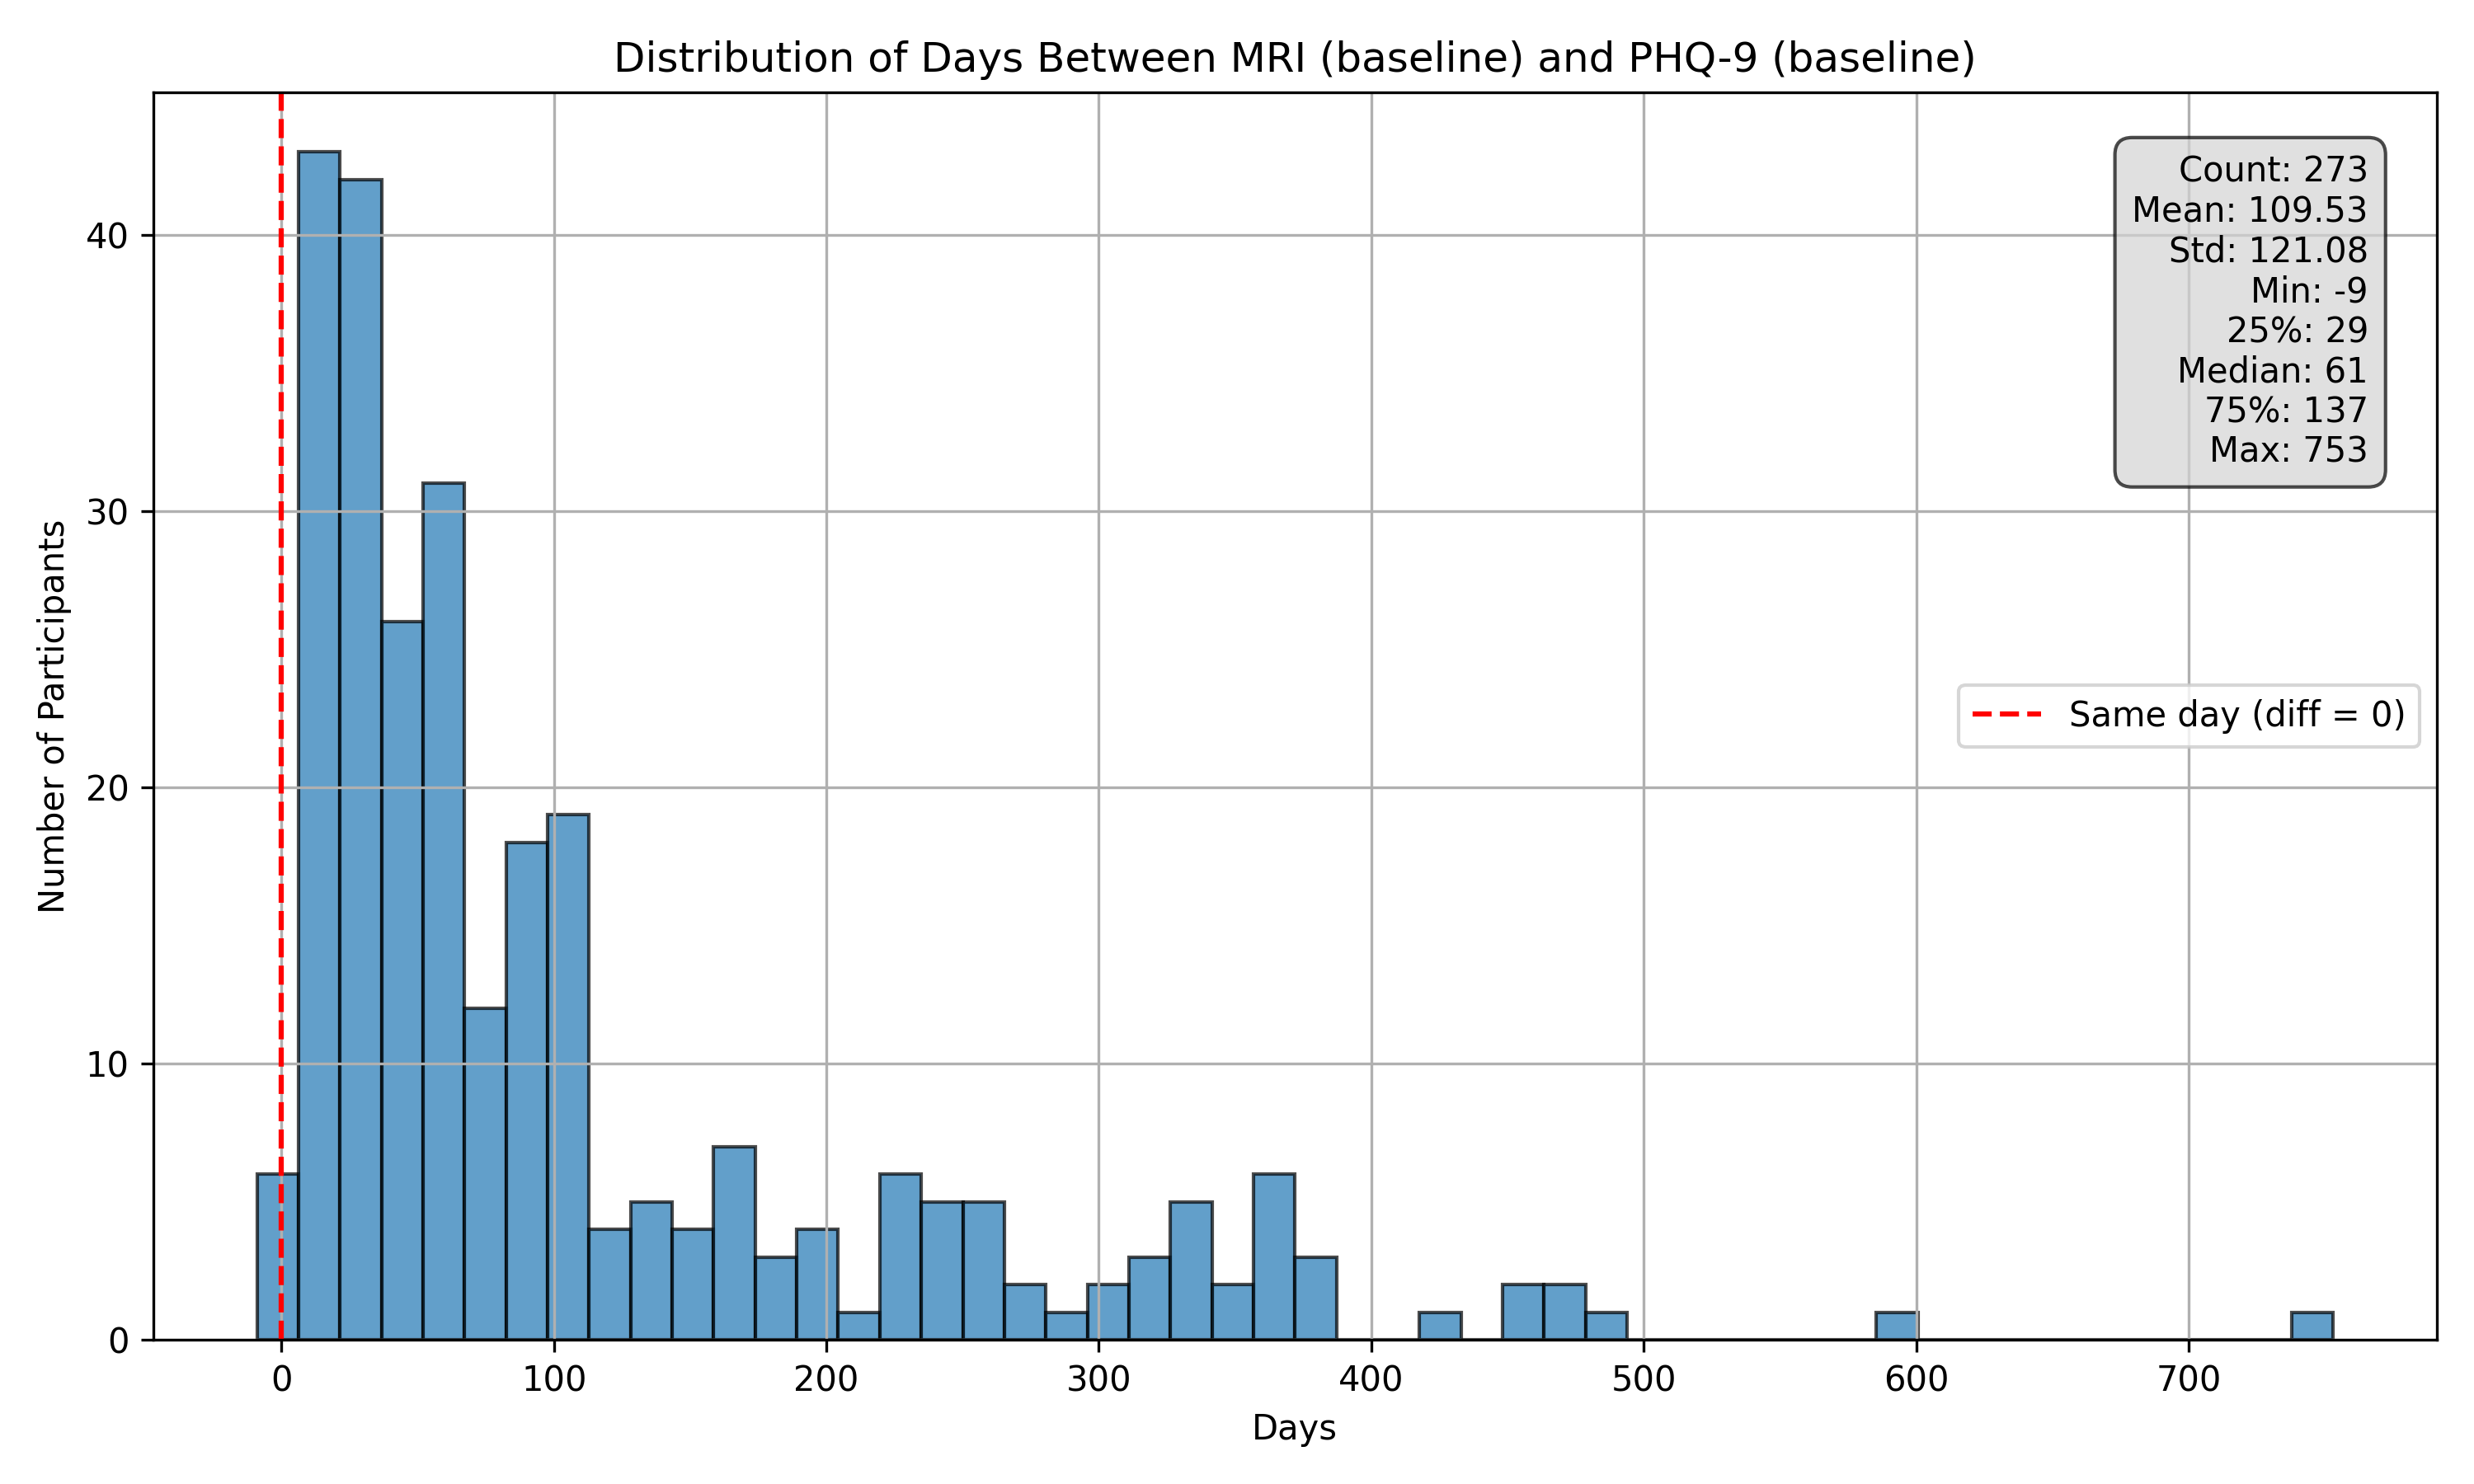 Distribution of Days Between MRI (baseline) and PHQ-9 (baseline)
Number of Participants
40
30
20
10
0
Count: 273
Mean: 109.53
Std: 121.08
Min: -9
25%: 29
Median: 61
75%: 137
Max: 753
Same day (diff = 0)
0 100 200 300 400 500 600 700
Days